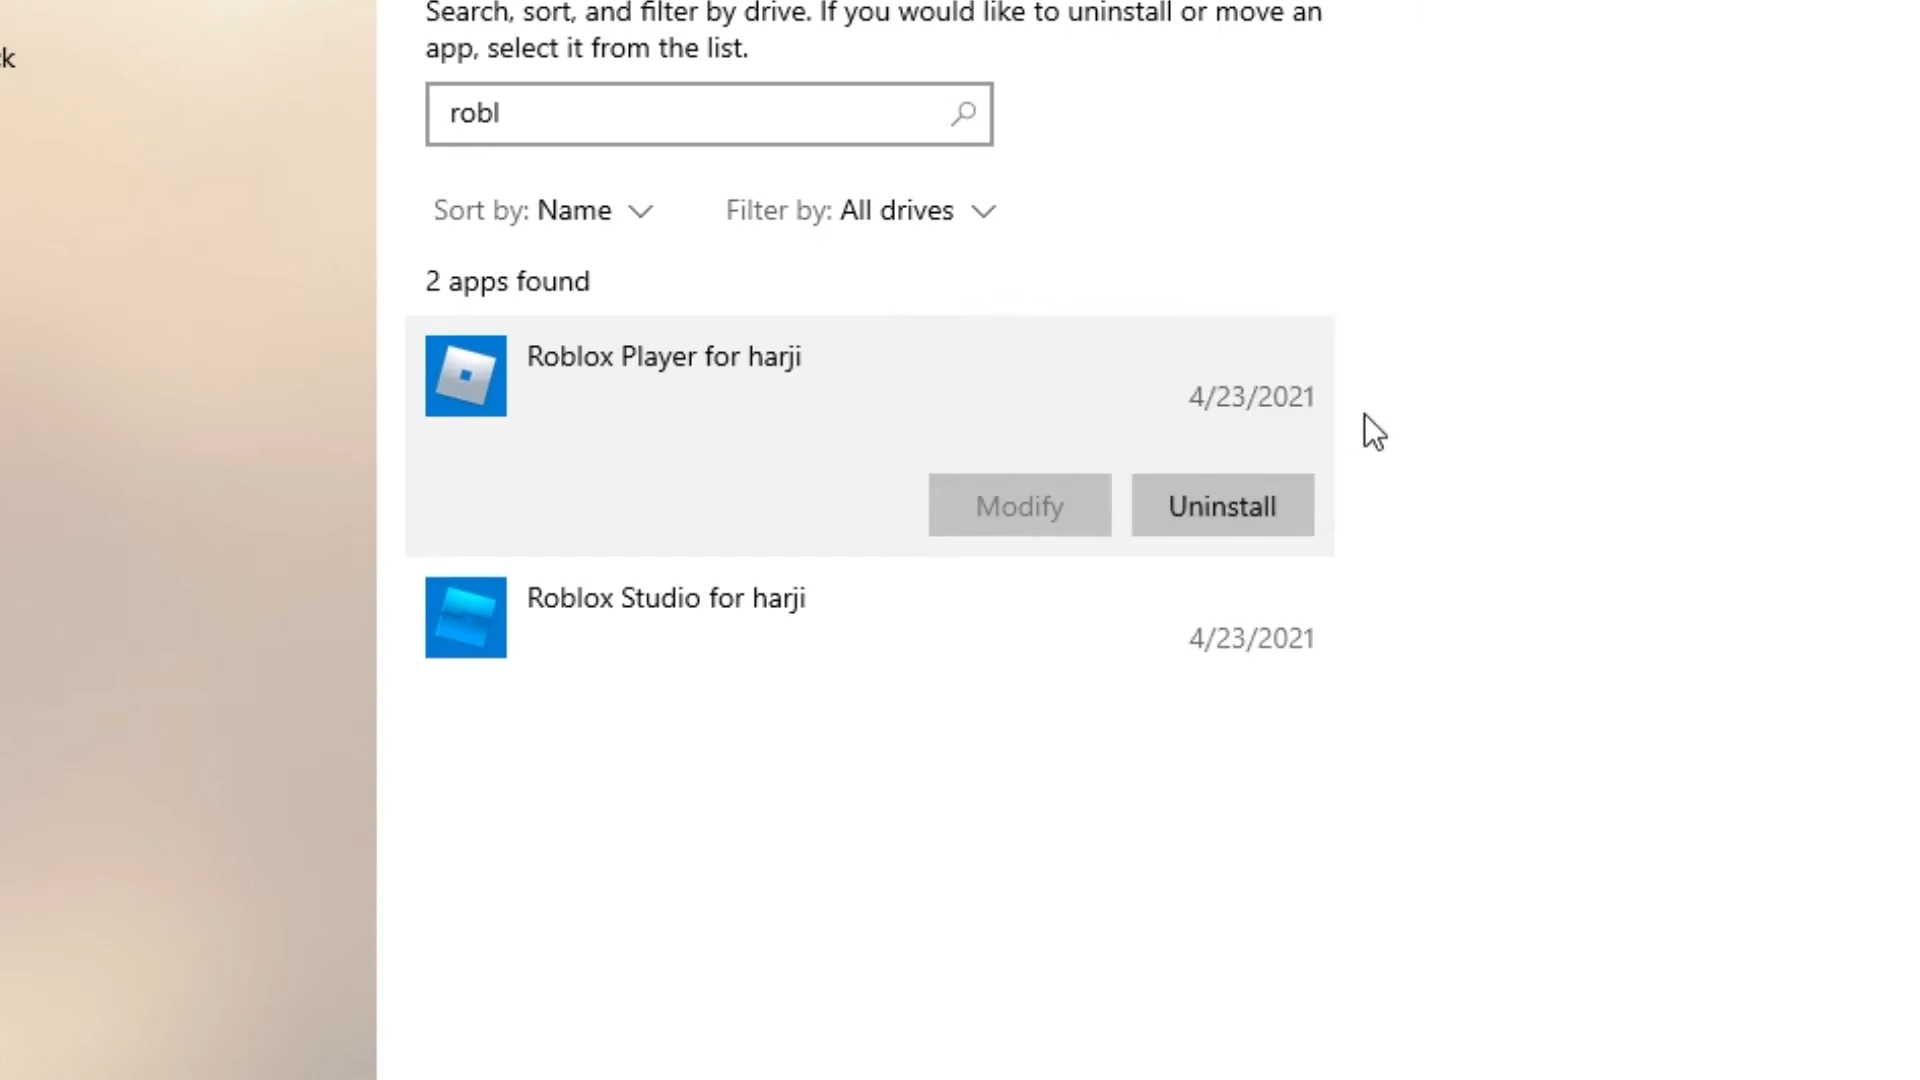 Search, sort, and filter by drive. If you would like to uninstall or move an
app, select it from the list.
k
robl
Sort by: Name
Filter by: All drives
2 apps found
Roblox Player for harji
4/23/2021
Modify
Uninstall
Roblox Studio for harji
4/23/2021